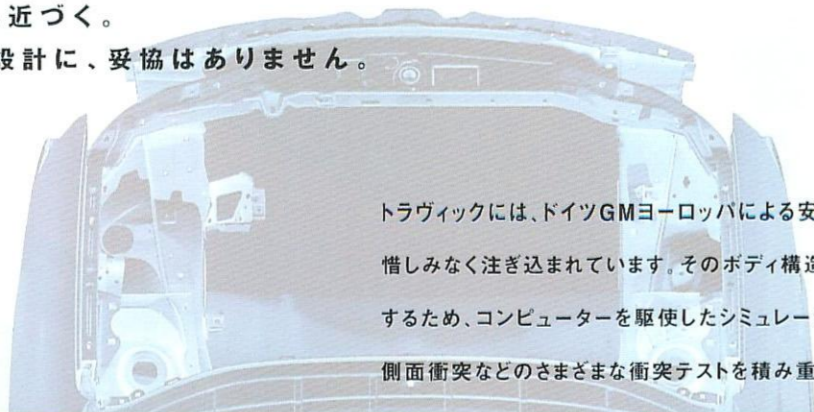 近づく。
設計に、妥協はありません。
トラヴィックには、ドイツGMヨーロッパによる安
惜しみなく注ぎ込まれています。そのボディ構造
するため、コンピューターを駆使したシミュレー
側面衝突などのさまざまな衝突テストを積み重